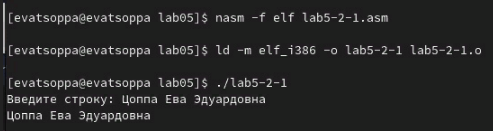 [evatsoppa@evatsoppa lab05]$ nasm -f elf lab5-2-1.asm
[evatsoppa@evatsoppa lab05]$ ld -m elf_i386 -o lab5-2-1 lab5-2-1.o
[evatsoppa@evatsoppa lab05]$ ./lab5-2-1
Введите строку: Цоппа Ева Эдуардовна
Цоппа Ева Эдуардовна